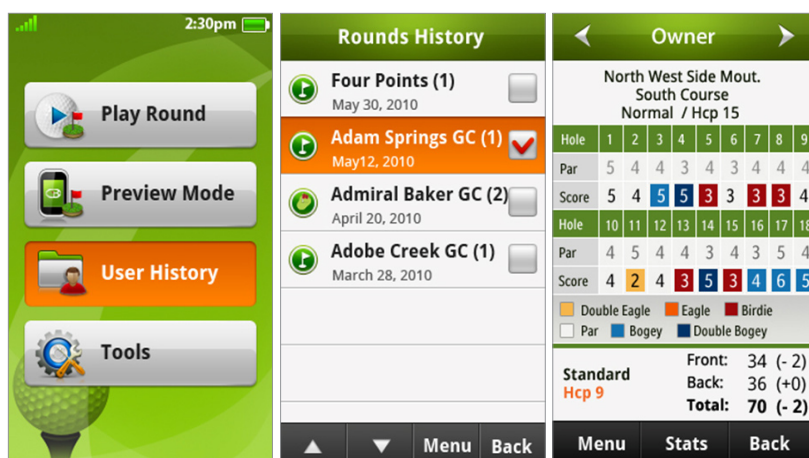 2:30pm
Play Round
Preview Mode
User History
Tools
Rounds History
Four Points (1)
May 30, 2010
Adam Springs GC (1)
May12, 2010
Admiral Baker GC (2)
April 20, 2010
Adobe Creek GC (1)
March 28, 2010
Menu Back
Owner
North West Side Mout.
South Course
Normal / Hcp 15
Hole 1 2 3 4 5 6 7 8 9
Par 5 4 4 3 4 3 4 4 4
Score 5 4 5 5 3 3 3 3 4
Hole 10 11 12 13 14 15 16 17 18
Par 4 5 4 4 3 4 3 5 4
Score 4 2 4 3 5 3 4 6 5
Double Eagle Eagle Birdie
Par Bogey Double Bogey
Standard
Hcp 9
Front: 34 (- 2)
Back: 36 (+0)
Total: 70 (- 2)
Menu Stats Back